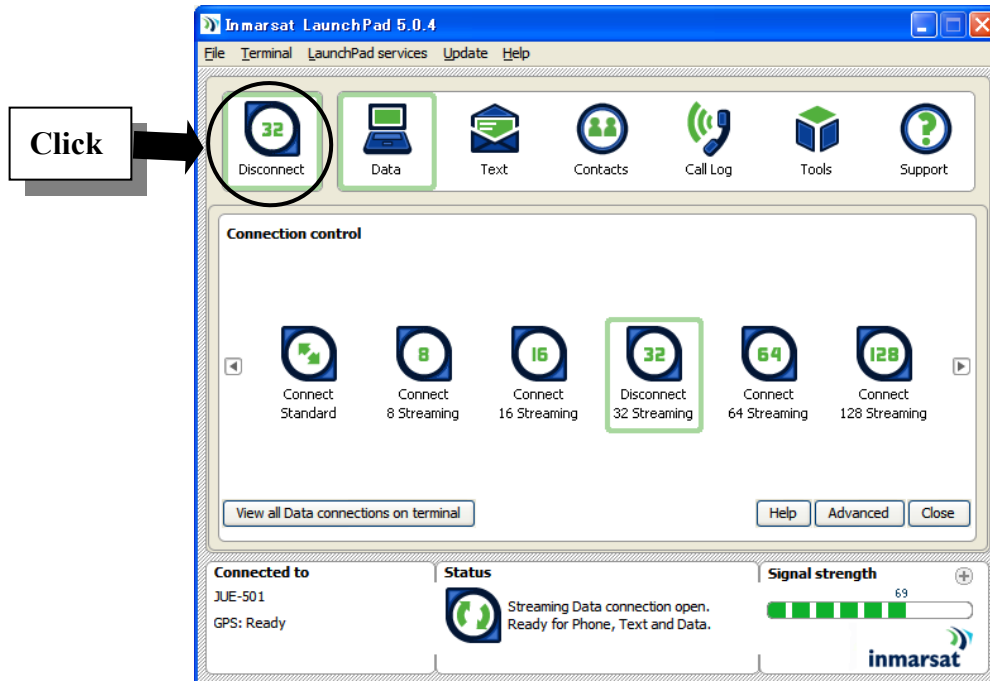 Inmarsat LaunchPad 5.0.4
File Terminal LaunchPad services Update Help
Click
32
Disconnect
Data
Text
Contacts
Call Log
Tools
?
Support
Connection control
Connect
Standard
8
Connect
8 Streaming
16
Connect
16 Streaming
32
Disconnect
32 Streaming
64
Connect
64 Streaming
128
Connect
128 Streaming
View all Data connections on terminal
Help
Advanced
Close
Connected to
JUE-501
GPS: Ready
Status
Streaming Data connection open.
Ready for Phone, Text and Data.
Signal strength
69
inmarsat